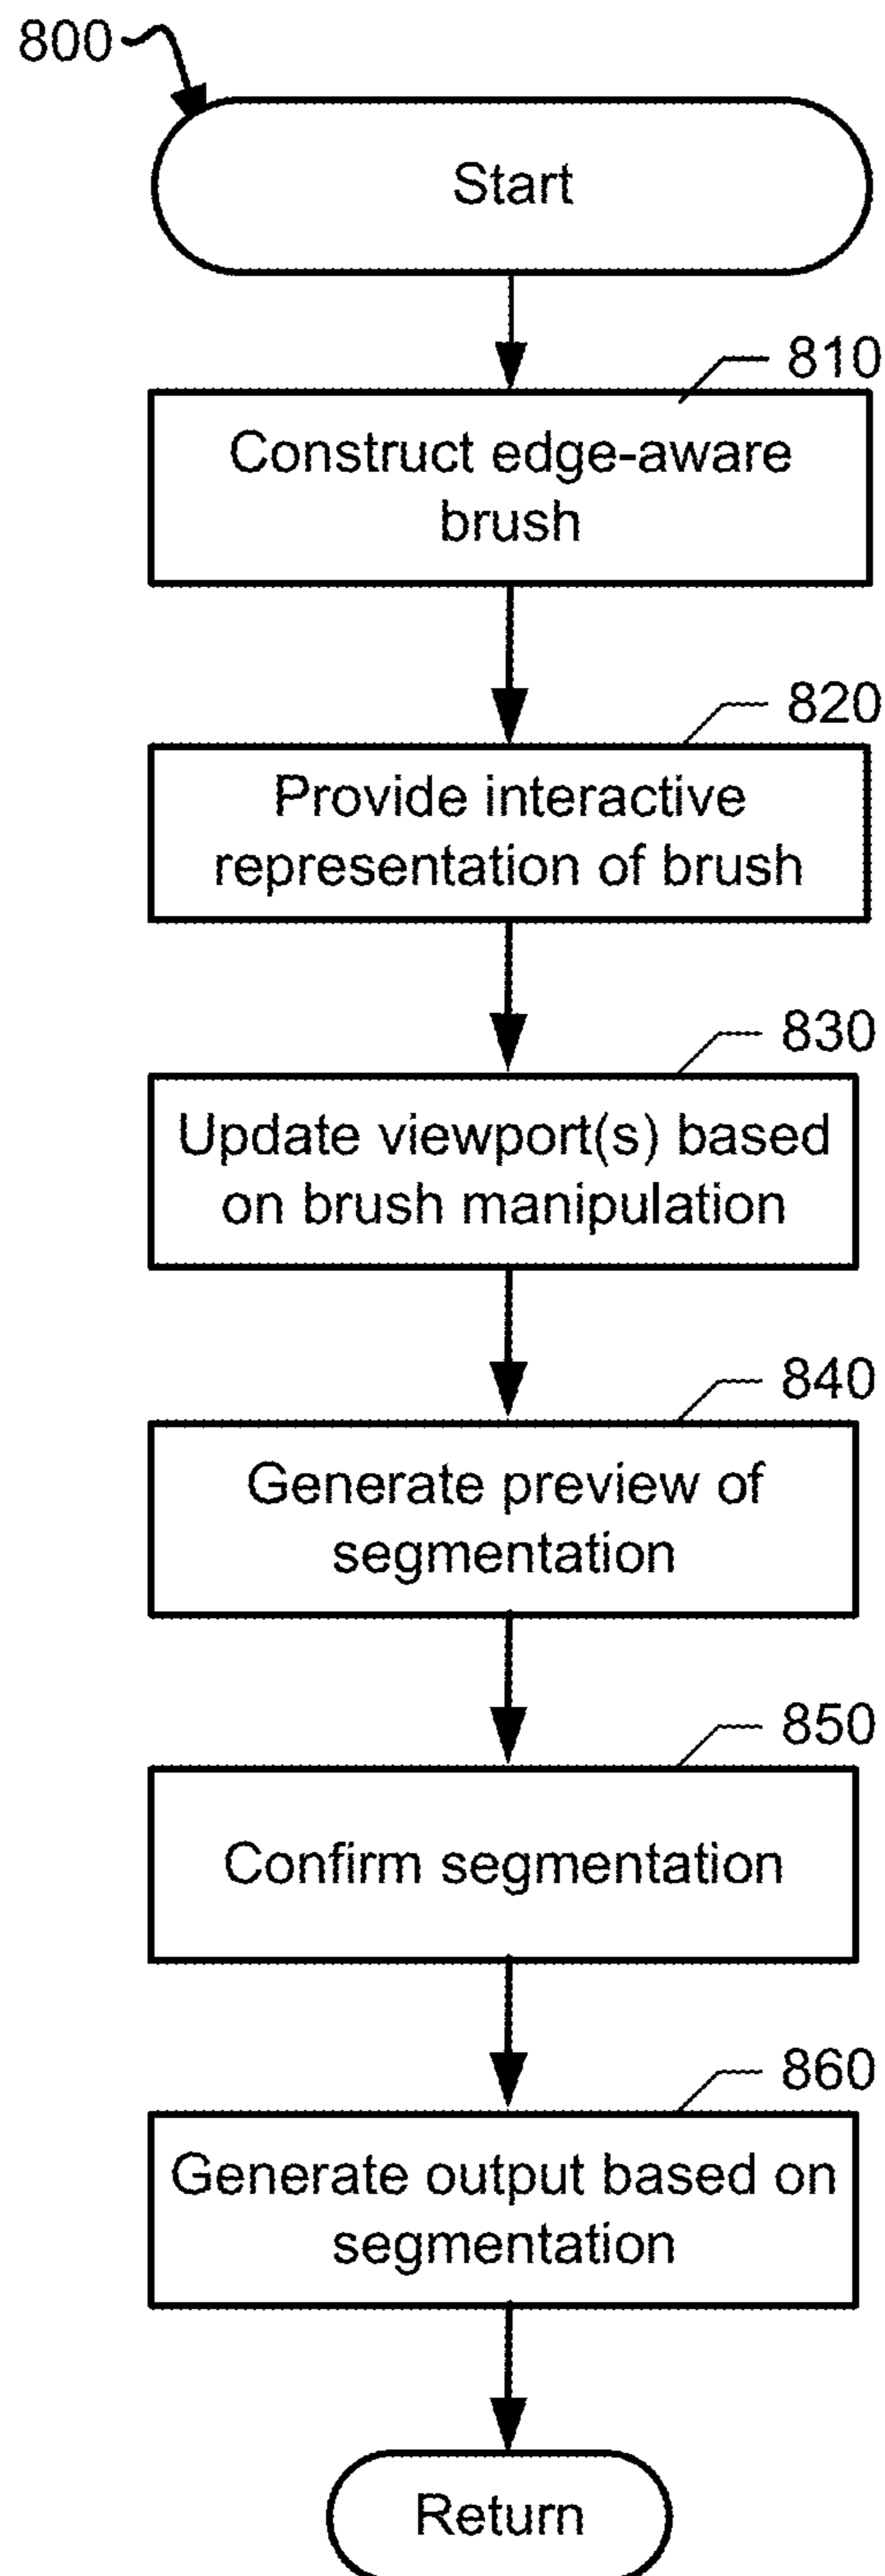 800
Start
810
Construct edge-aware
brush
820
Provide interactive
representation of brush
830
Update viewport(s) based
on brush manipulation
840
Generate preview of
segmentation
850
Confirm segmentation
860
Generate output based on
segmentation
Return